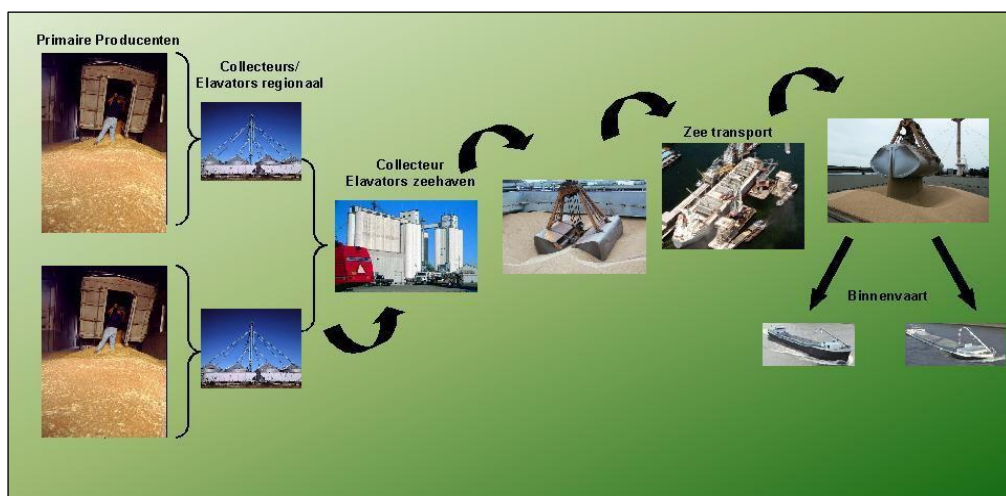 Primaire Producenten
Collecteurs/
Elavators regionaal
Collecteur
Elavators zeehaven
Zee transport
Binnenvaart